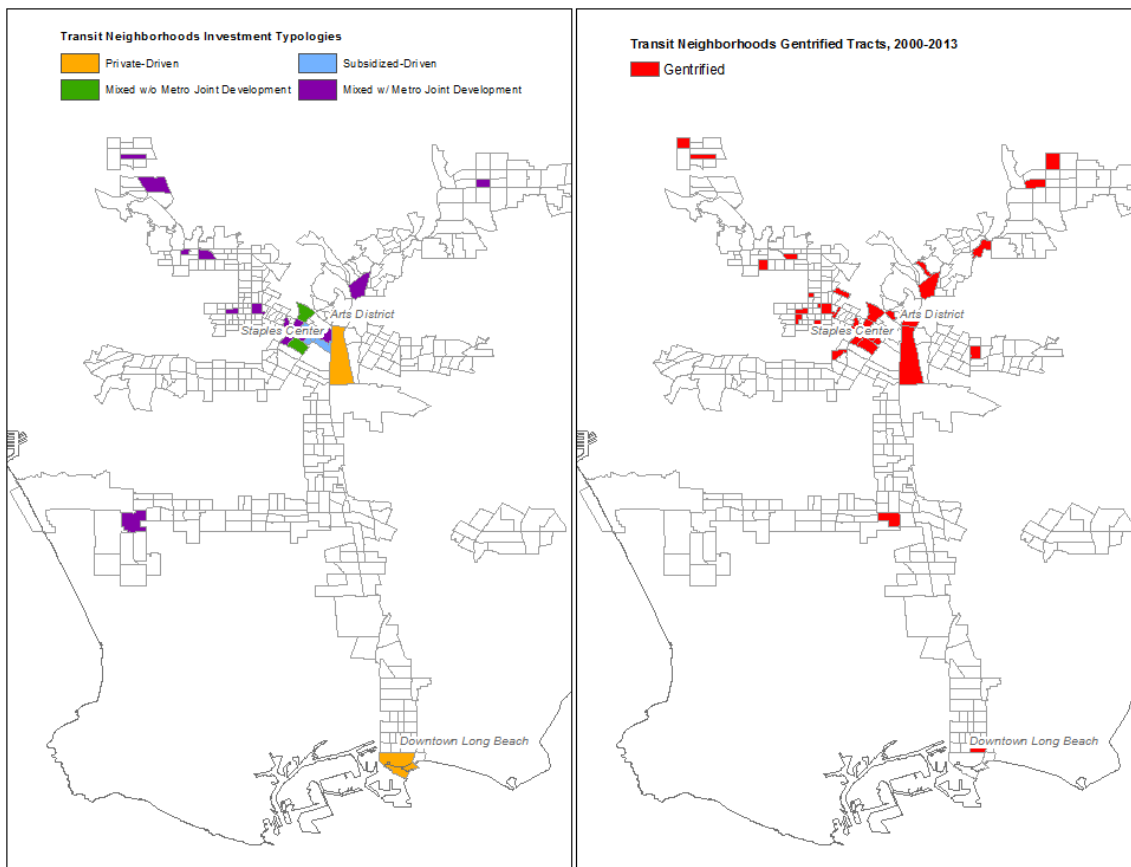 Transit Neighborhoods Investment Typologies
Private-Driven
Subsidized-Driven
Mixed w/o Metro Joint Development
Mixed w/ Metro Joint Development
Arts District
Staples Center
Downtown Long Beach
Transit Neighborhoods Gentrified Tracts, 2000-2013
Gentrified
Arts District
Staples Center
Downtown Long Beach